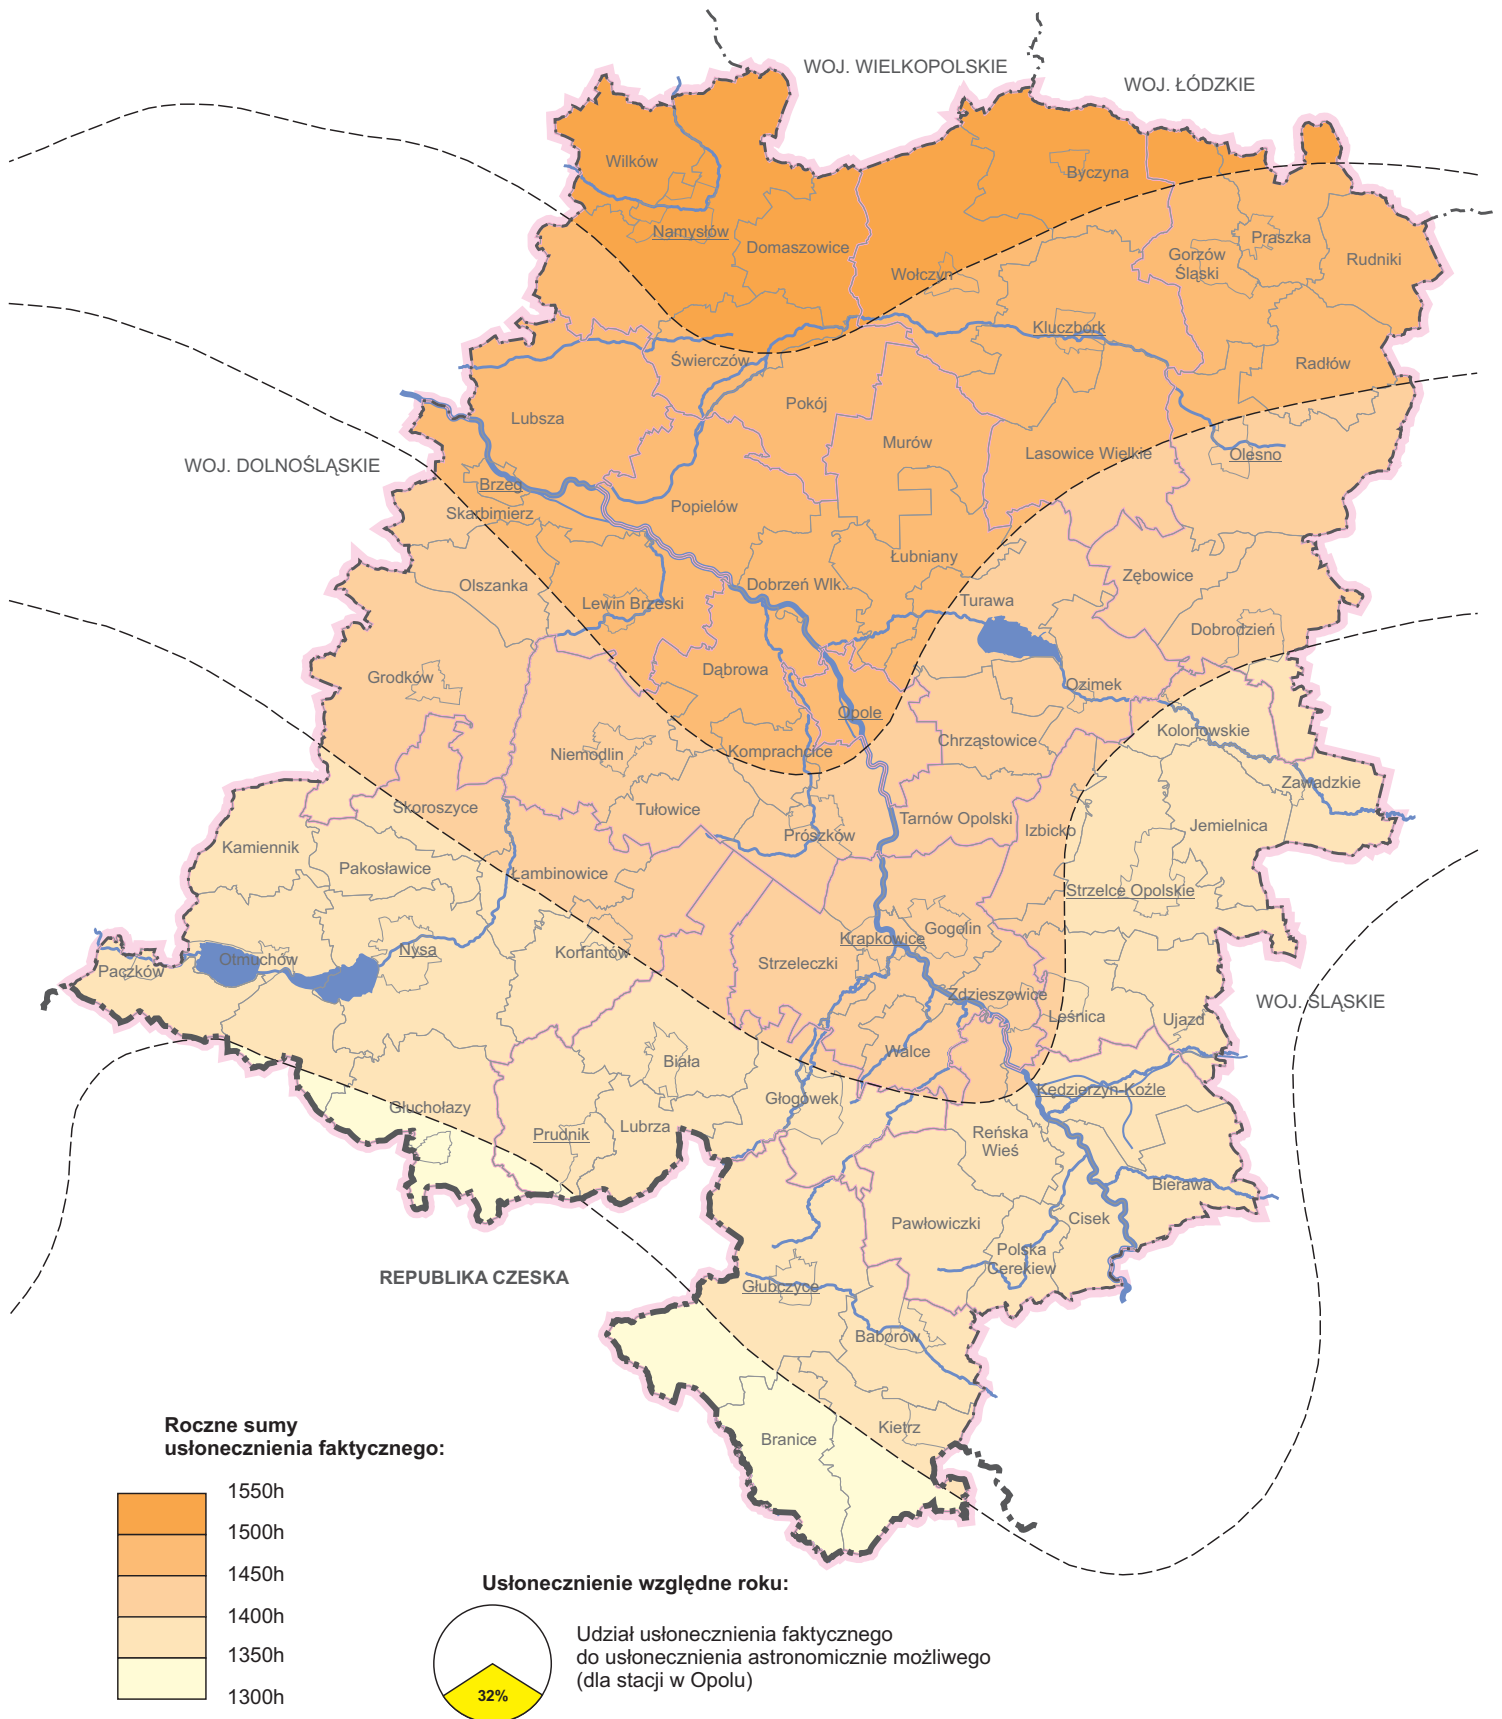 WOJ. WIELKOPOLSKIE
WOJ. ŁÓDZKIE
Wilków
Byczyna
Namysłów
Domaszowice
Praszka
Gorzów
Śląski
Rudniki
Wołczyn
Kluczbork
Świerczów
Radłów
Pokój
Lubsza
Murów
Lasowice Wielkie
Olesno
WOJ. DOLNOŚLĄSKIE
Brzeg
Skarbimierz
Popielów
Łubniany
Zębowice
Olszanka
Dobrzeń Wlk.
Lewin Brzeski
Turawa
Dobrodzień
Grodków
Dąbrowa
Ozimek
Opole
Kolonowskie
Chrząstowice
Niemodlin
Komprachcice
Zawadzkie
Skoroszyce
Tułowice
Tarnów Opolski
Jemielnica
Izbicko
Prószków
Kamiennik
Pakosławice
Łambinowice
Strzelce Opolskie
Gogolin
Krapkowice
Nysa
Korfantów
Otmuchów
Strzeleczki
Paczków
Zdzieszowice
WOJ. ŚLĄSKIE
Leśnica
Ujazd
Walce
Biała
Kędzierzyn-Koźle
Głogówek
Głuchołazy
Lubrza
Prudnik
Reńska
Wieś
Bierawa
Cisek
Pawłowiczki
Polska
Cerekiew
REPUBLIKA CZESKA
Głubczyce
Baborów
Kietrz
Branice
Roczne sumy
usłonecznienia faktycznego:
1550h
1500h
1450h
1400h
1350h
1300h
Usłonecznienie względne roku:
Udział usłonecznienia faktycznego
do usłonecznienia astronomicznie możliwego
(dla stacji w Opolu)
32%